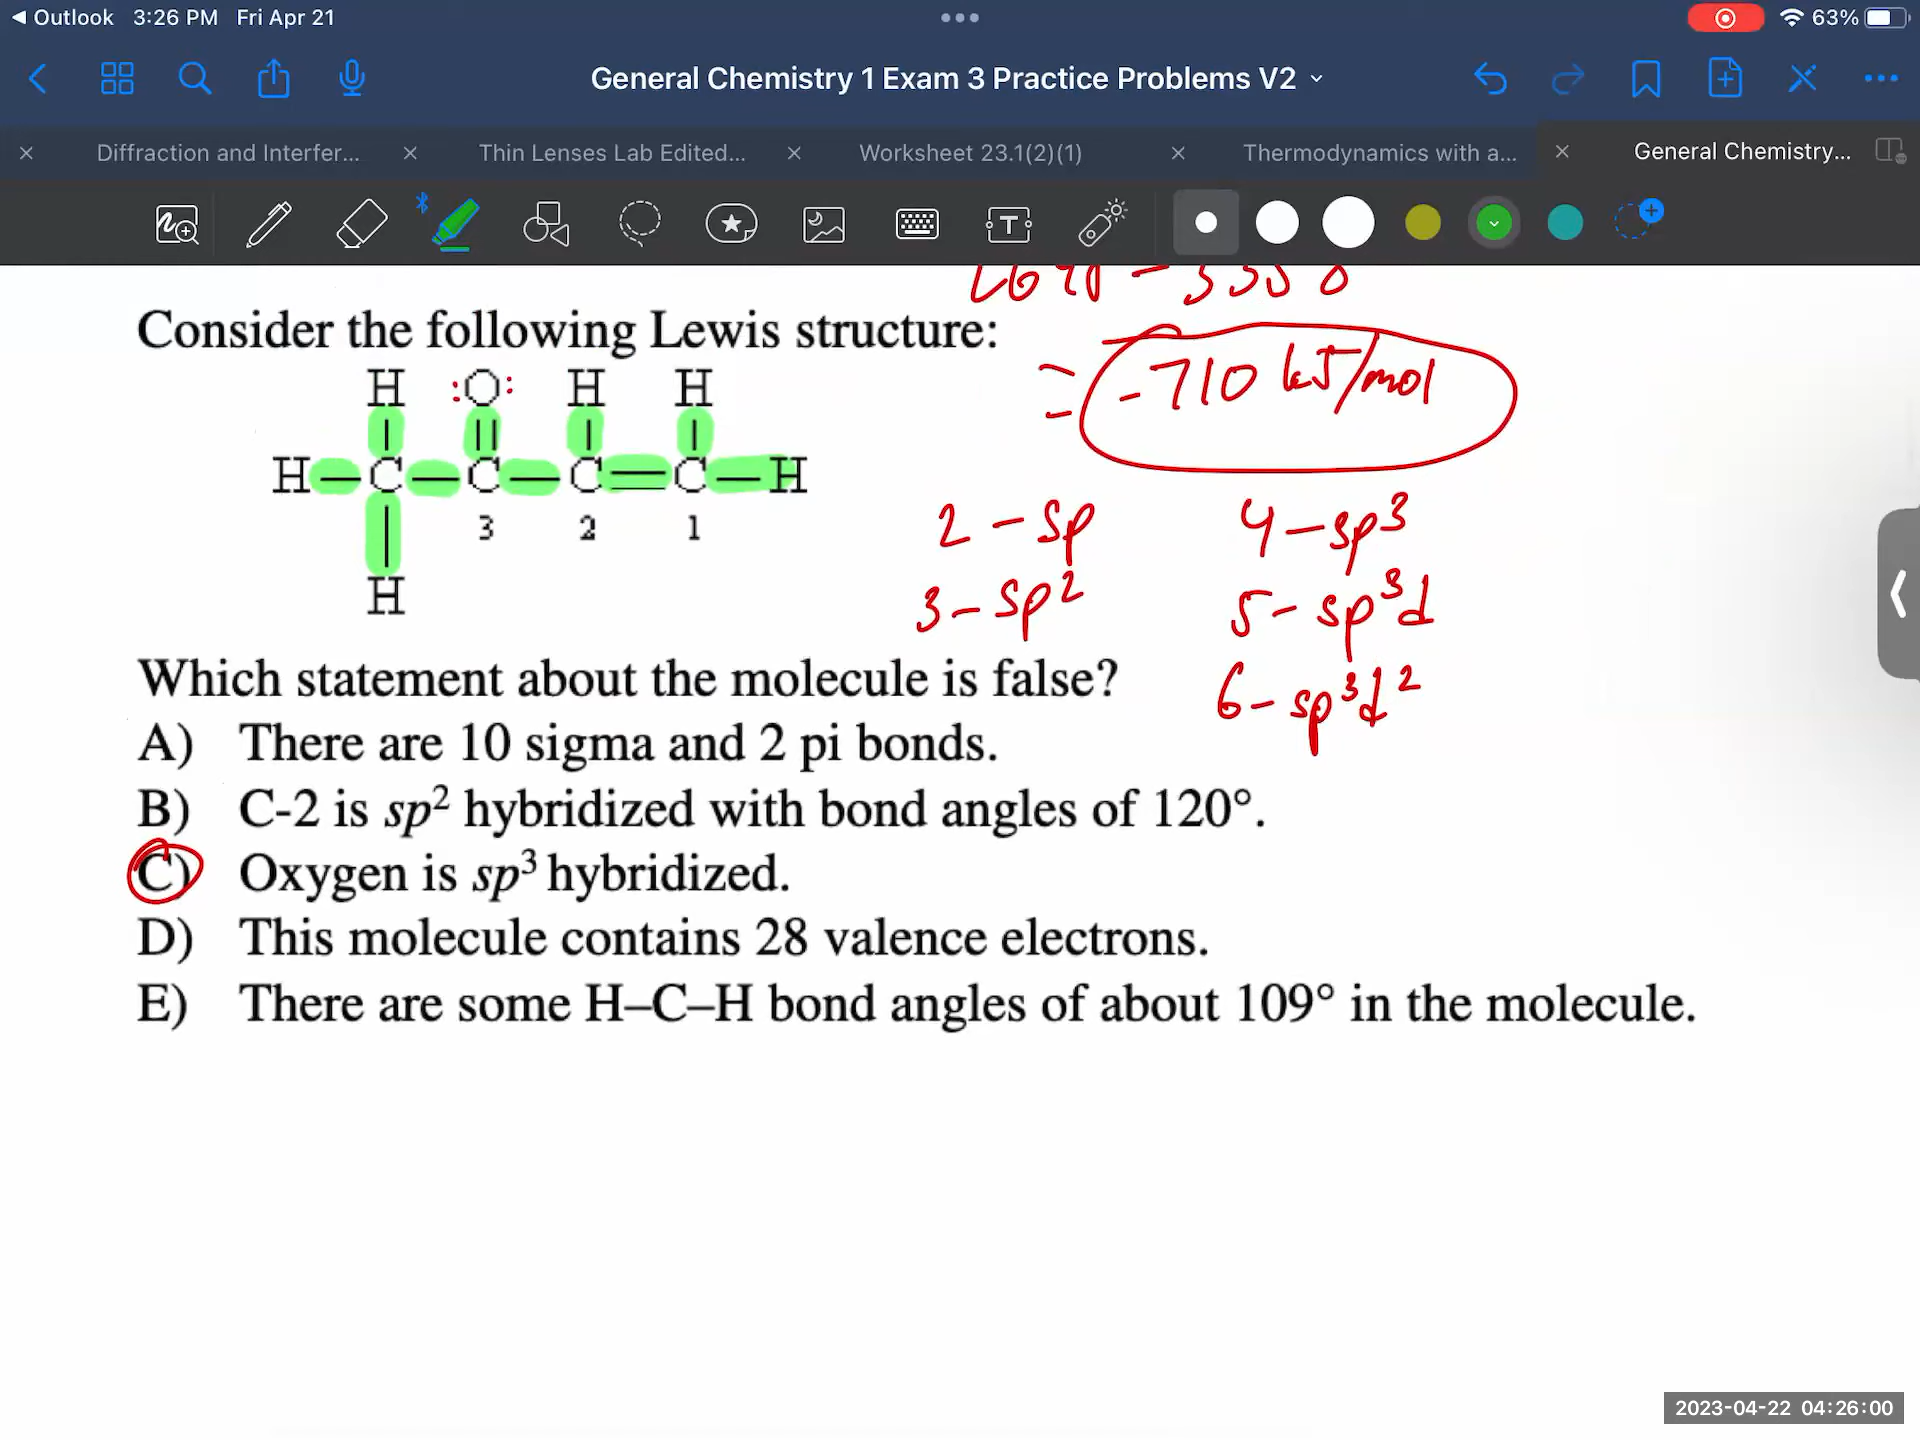 Outlook 3:26 PM Fri Apr 21 63%
General Chemistry 1 Exam 3 Practice Problems V2
Diffraction and Interfer... Thin Lenses Lab Edited... Worksheet 23.1(2)(1) Thermodynamics with a... General Chemistry...
Consider the following Lewis structure:
= -710 kJ/mol
H :O: H H
H–C–C–C=C–H
3 2 1
H
2 - sp 4 - sp³
3 - sp² 5 - sp³d
6 - sp³d²
Which statement about the molecule is false?
A) There are 10 sigma and 2 pi bonds.
B) C-2 is sp² hybridized with bond angles of 120°.
C) Oxygen is sp³ hybridized.
D) This molecule contains 28 valence electrons.
E) There are some H–C–H bond angles of about 109° in the molecule.
2023-04-22 04:26:00